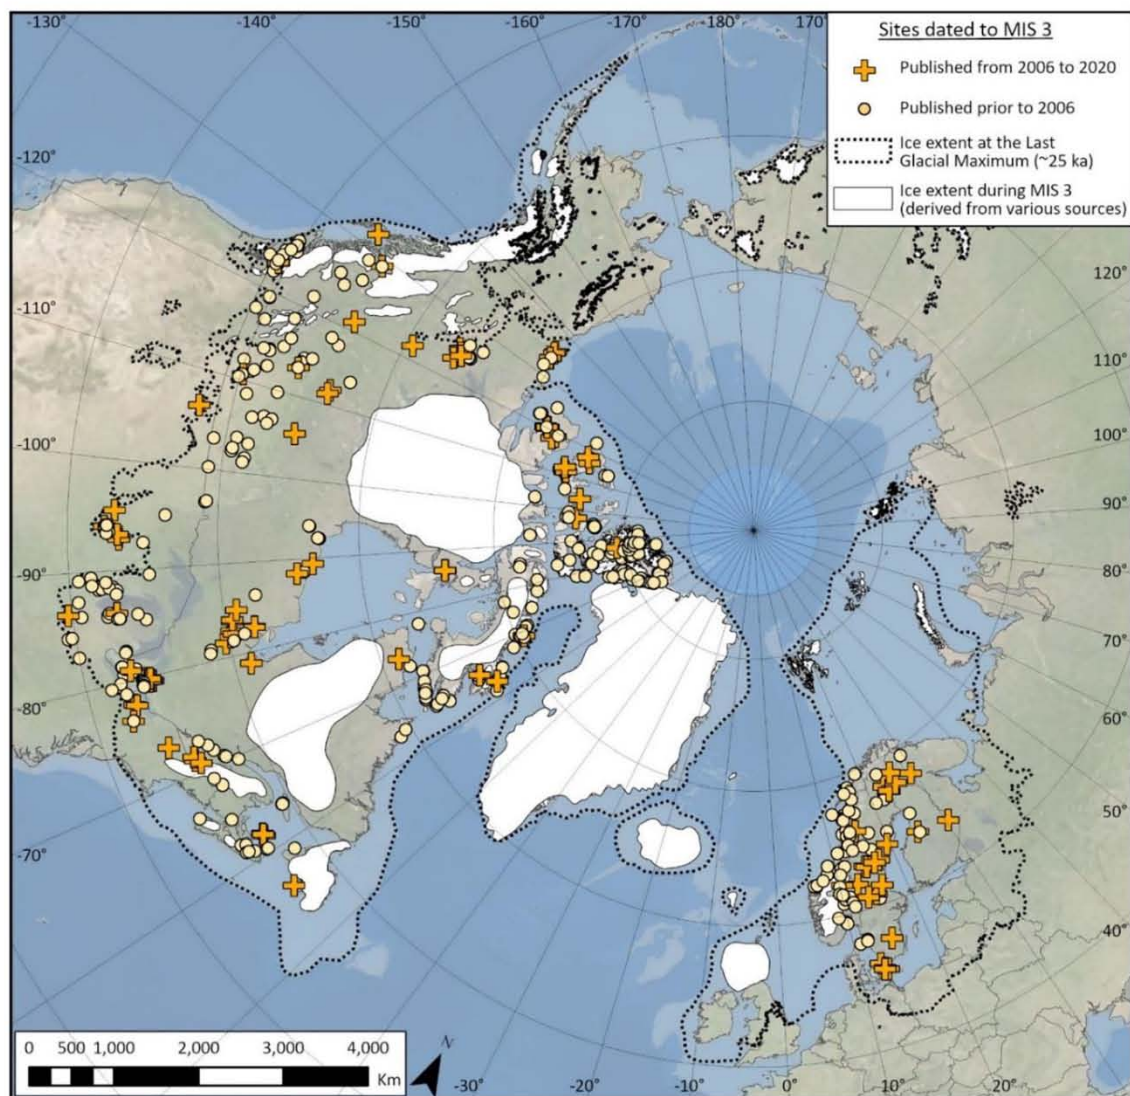 -130° -140° -150° -160° -170° 180° 170°
Sites dated to MIS 3
Published from 2006 to 2020
Published prior to 2006
Ice extent at the Last
Glacial Maximum (~25 ka)
Ice extent during MIS 3
(derived from various sources)
-120°
120°
-110°
110°
-100°
100°
-90°
90°
80°
70°
-80°
60°
50°
-70°
40°
0 500 1,000 2,000 3,000 4,000
Km
N
-30° -20° -10° 0° 10° 20°